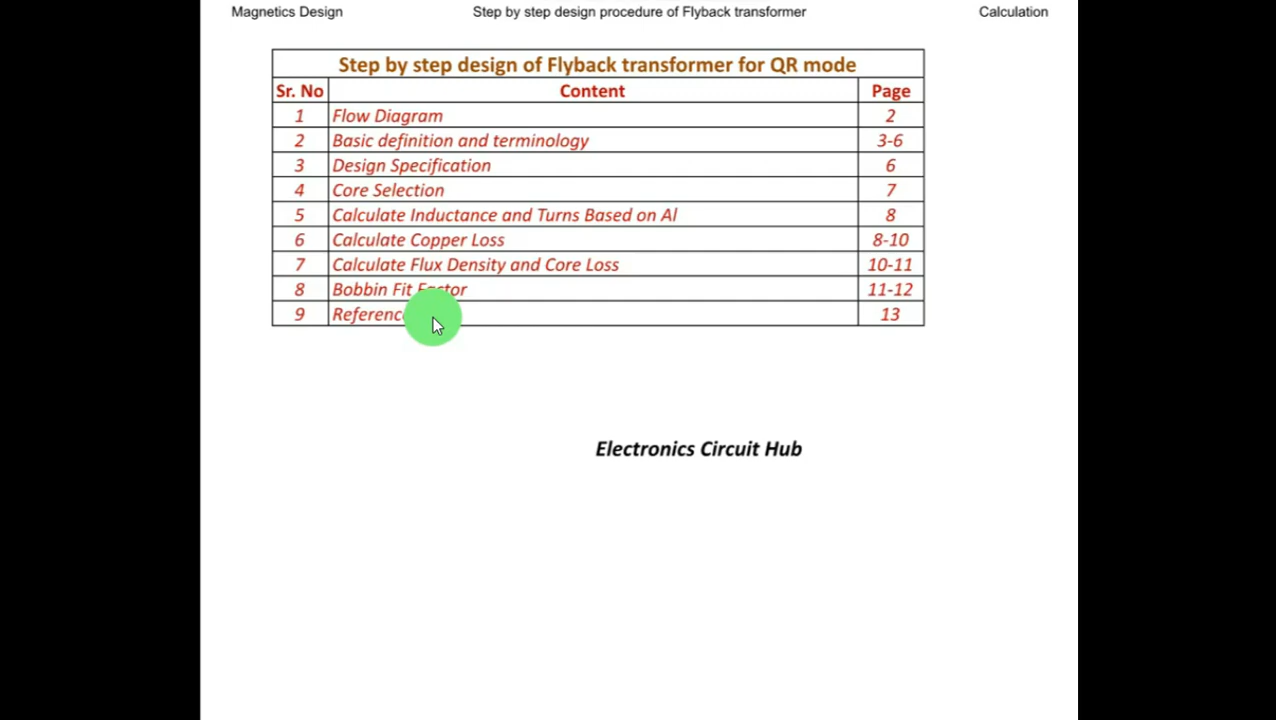 Magnetics Design Step by step design procedure of Flyback transformer Calculation
Step by step design of Flyback transformer for QR mode
Sr. No Content Page
1 Flow Diagram 2
2 Basic definition and terminology 3-6
3 Design Specification 6
4 Core Selection 7
5 Calculate Inductance and Turns Based on Al 8
6 Calculate Copper Loss 8-10
7 Calculate Flux Density and Core Loss 10-11
8 Bobbin Fit Factor 11-12
9 13
Electronics Circuit Hub